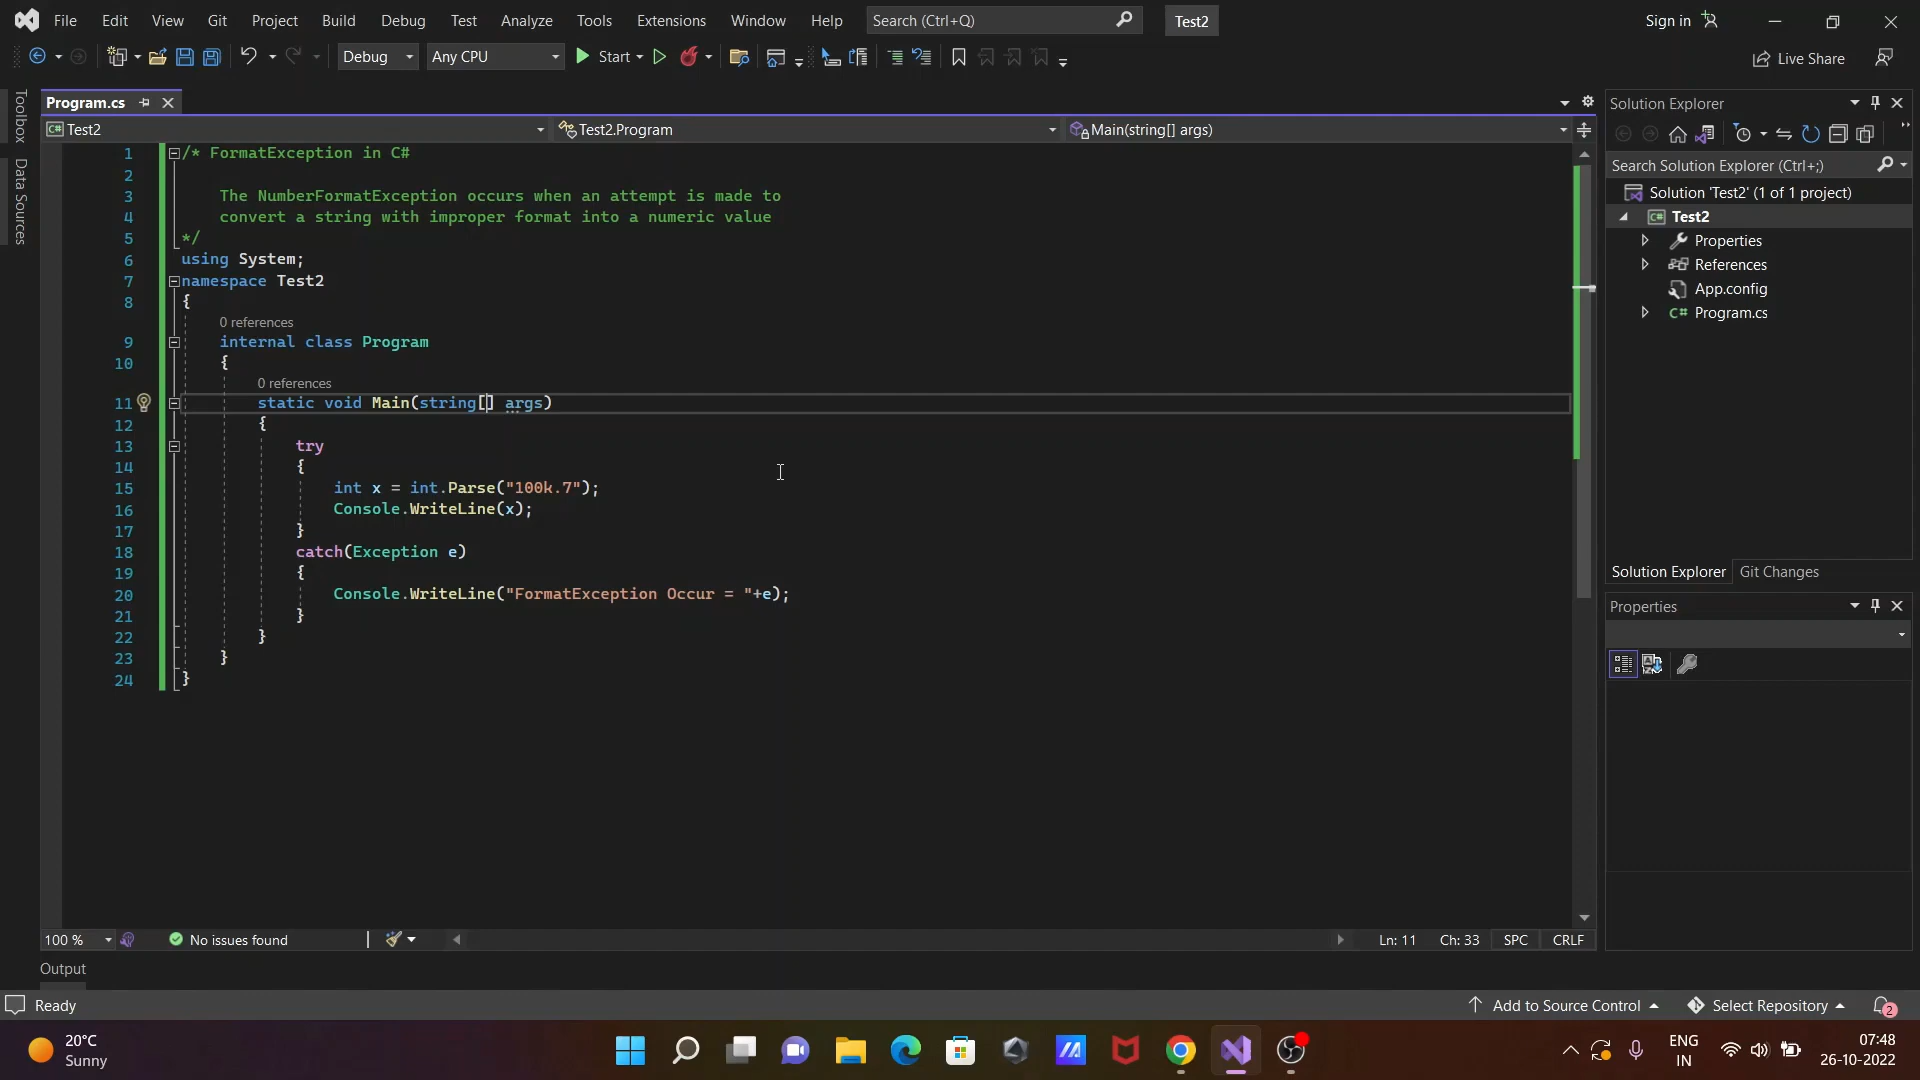 File Edit View Git Project Build Debug Test Analyze Tools Extensions Window Help Search (Ctrl+Q) Test2 Sign in
Debug Any CPU Start Live Share
Toolbox
Data Sources
Program.cs
Test2 Test2.Program Main(string[] args)
1 /* FormatException in C#
2
3 The NumberFormatException occurs when an attempt is made to
4 convert a string with improper format into a numeric value
5 */
6 using System;
7 namespace Test2
8 {
0 references
9 internal class Program
10 {
0 references
11 static void Main(string[] args)
12 {
13 try
14 {
15 int x = int.Parse("100k.7");
16 Console.WriteLine(x);
17 }
18 catch(Exception e)
19 {
20 Console.WriteLine("FormatException Occur = "+e);
21 }
22 }
23 }
24 }
100 % No issues found Ln: 11 Ch: 33 SPC CRLF
Output
Solution Explorer
Search Solution Explorer (Ctrl+;)
Solution 'Test2' (1 of 1 project)
C# Test2
Properties
References
App.config
C# Program.cs
Solution Explorer Git Changes
Properties
Ready Add to Source Control Select Repository 2
20°C
Sunny
ENG
IN
07:48
26-10-2022